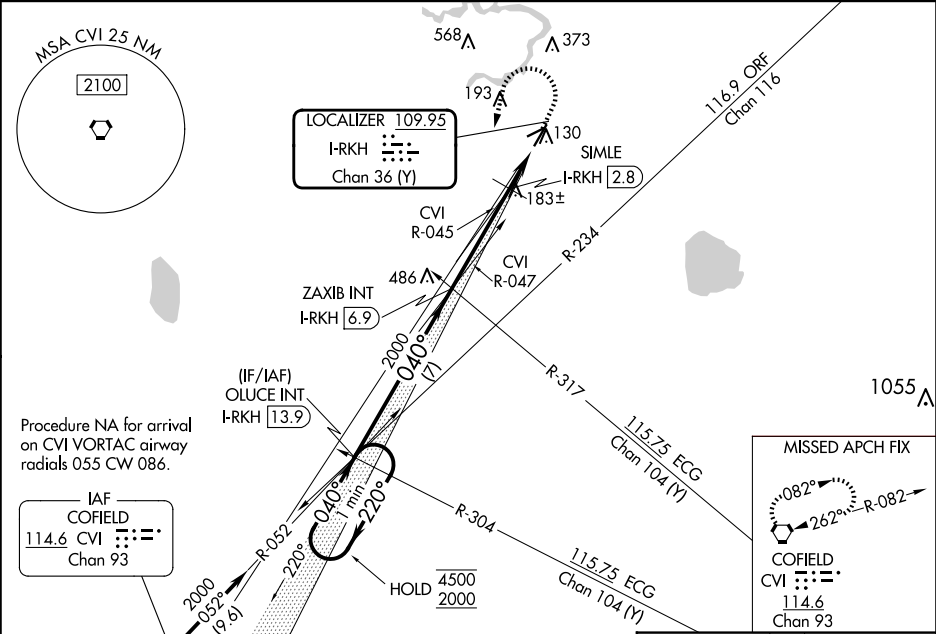 MSA CVI 25 NM
2100
568
373
193
130
LOCALIZER 109.95
I-RKH
Chan 36 (Y)
SIMLE
I-RKH 2.8
183±
116.9 ORF
Chan 116
R-234
CVI
R-045
CVI
R-047
486
ZAXIB INT
I-RKH 6.9
2000
040°
(7)
(IF/IAF)
OLUCE INT
I-RKH 13.9
R-317
115.75 ECG
Chan 104 (Y)
1055
Procedure NA for arrival
on CVI VORTAC airway
radials 055 CW 086.
IAF
COFIELD
114.6 CVI
Chan 93
040°
1 min
220°
R-052
220°
2000
052°
(9.6)
HOLD 4500
2000
R-304
115.75 ECG
Chan 104 (Y)
MISSED APCH FIX
082°
262°
R-082
COFIELD
CVI
114.6
Chan 93